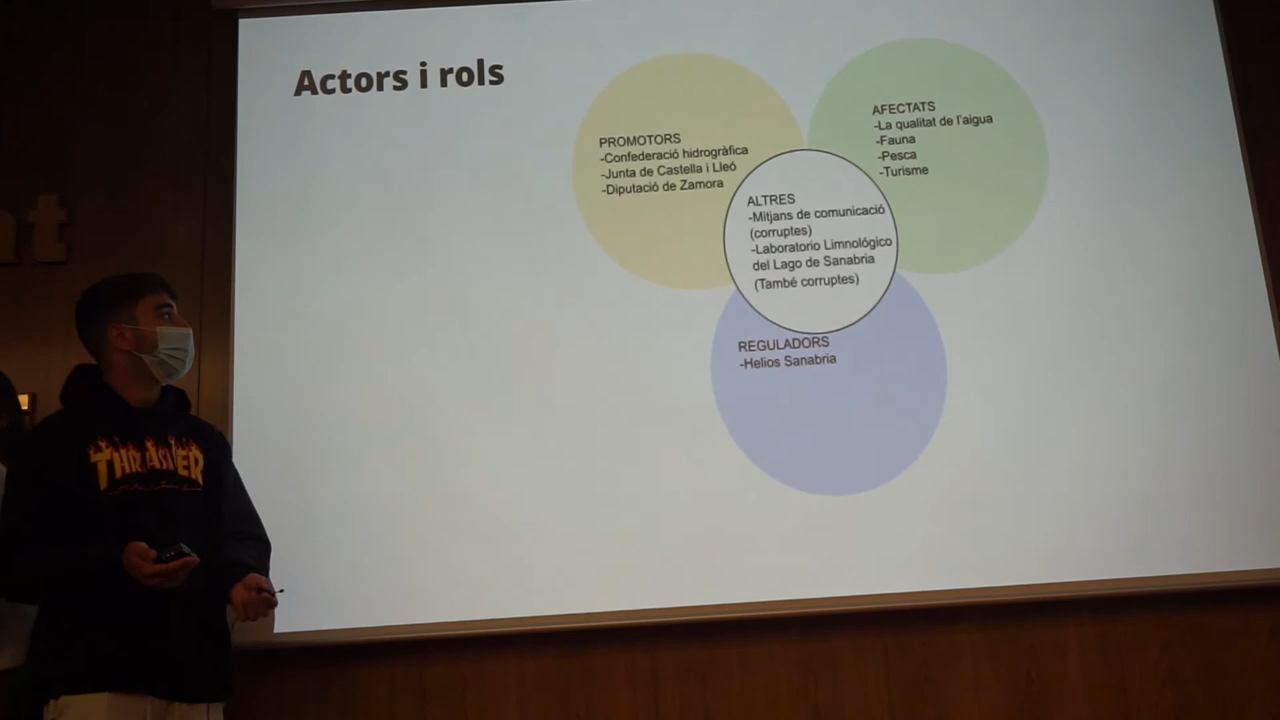 Actors i rols
PROMOTORS
-Confederació hidrogràfica
-Junta de Castella i Lleó
-Diputació de Zamora
AFECTATS
-La qualitat de l'aigua
-Fauna
-Pesca
-Turisme
ALTRES
-Mitjans de comunicació
(corruptes)
-Laboratorio Limnológico
del Lago de Sanabria
(També corruptes)
REGULADORS
-Helios Sanabria
THRASHER